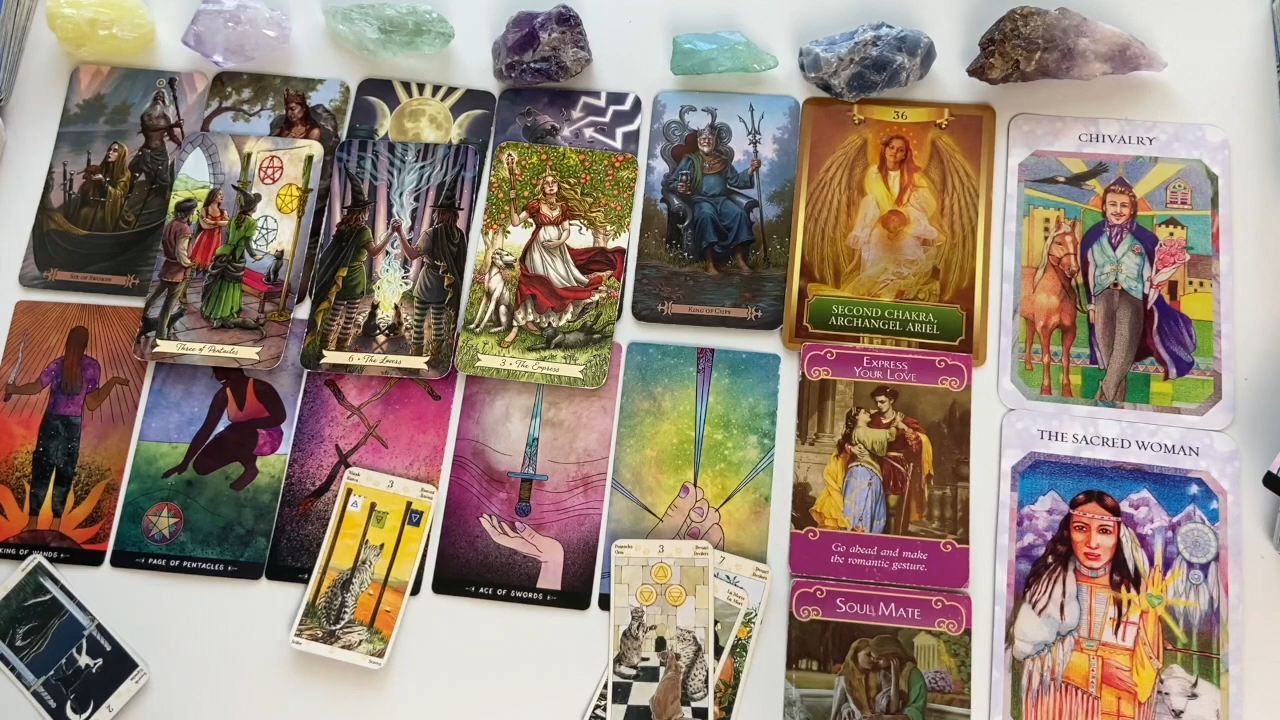 SIX OF SWORDS
Three of Pentacles
6 • The Lovers
3 • The Empress
KING OF CUPS
36
SECOND CHAKRA,
ARCHANGEL ARIEL
CHIVALRY
KING OF WANDS
PAGE OF PENTACLES
ACE OF SWORDS
EXPRESS
YOUR LOVE
Go ahead and make
the romantic gesture.
THE SACRED WOMAN
3
3
7
SOUL MATE
2